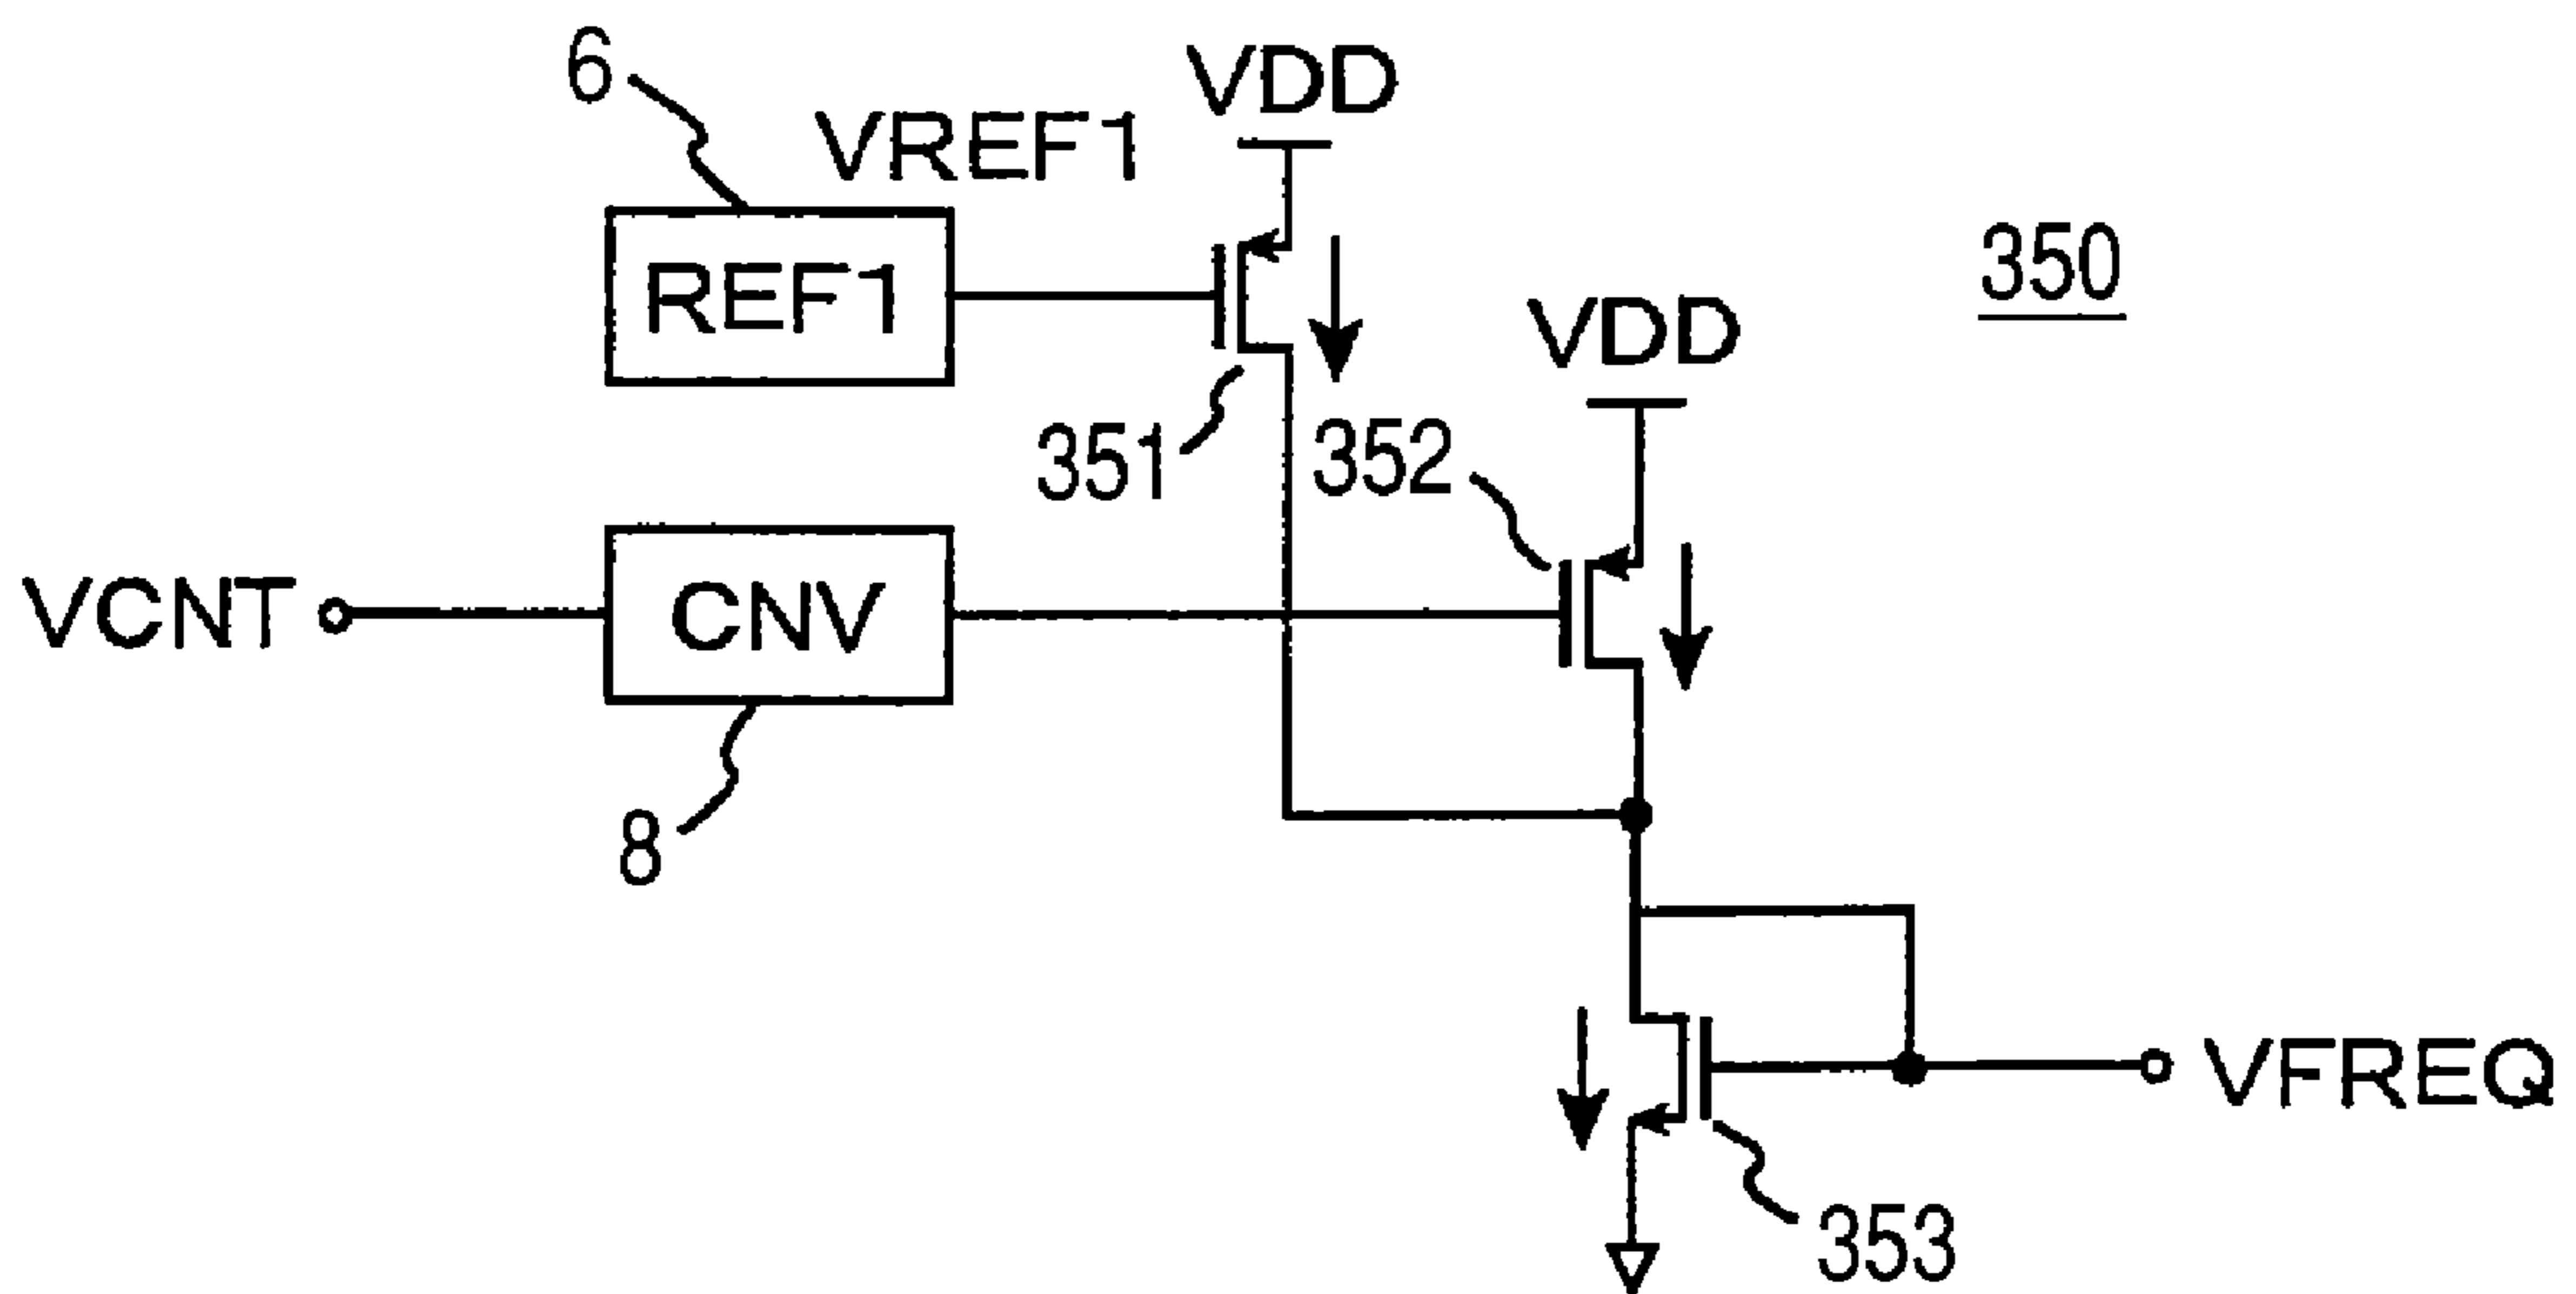 6
VREF1
VDD
REF1
350
VDD
351
352
VCNT
CNV
8
VFREQ
353